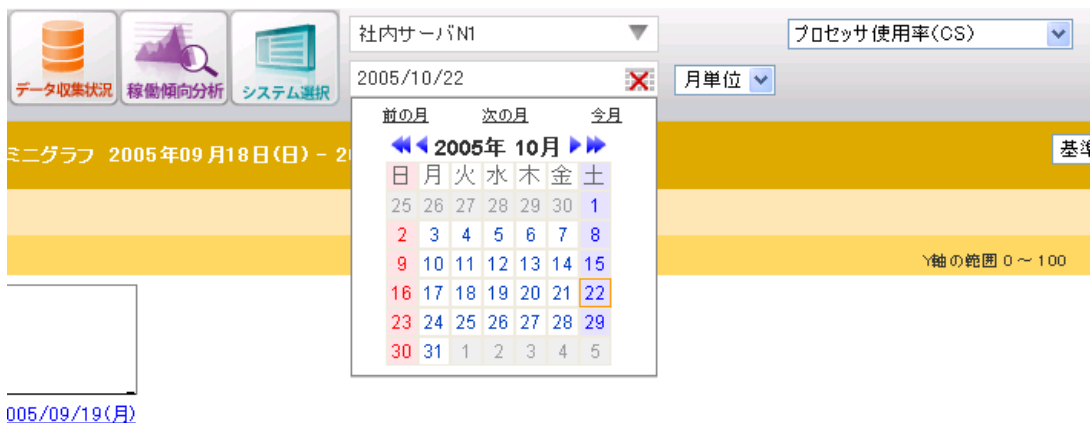 社内サーバN1
プロセッサ使用率(CS)
データ収集状況
稼働傾向分析
システム選択
2005/10/22
月単位
前の月 次の月 今月
2005年 10月
ミニグラフ 2005年09月18日(日) - 2
基準
日 月 火 水 木 金 土
25 26 27 28 29 30 1
2 3 4 5 6 7 8
9 10 11 12 13 14 15
Y軸の範囲 0 ~ 100
16 17 18 19 20 21 22
23 24 25 26 27 28 29
30 31 1 2 3 4 5
005/09/19(月)